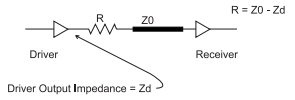 R
Z0
R = Z0 - Zd
Driver
Receiver
Driver Output Impedance = Zd